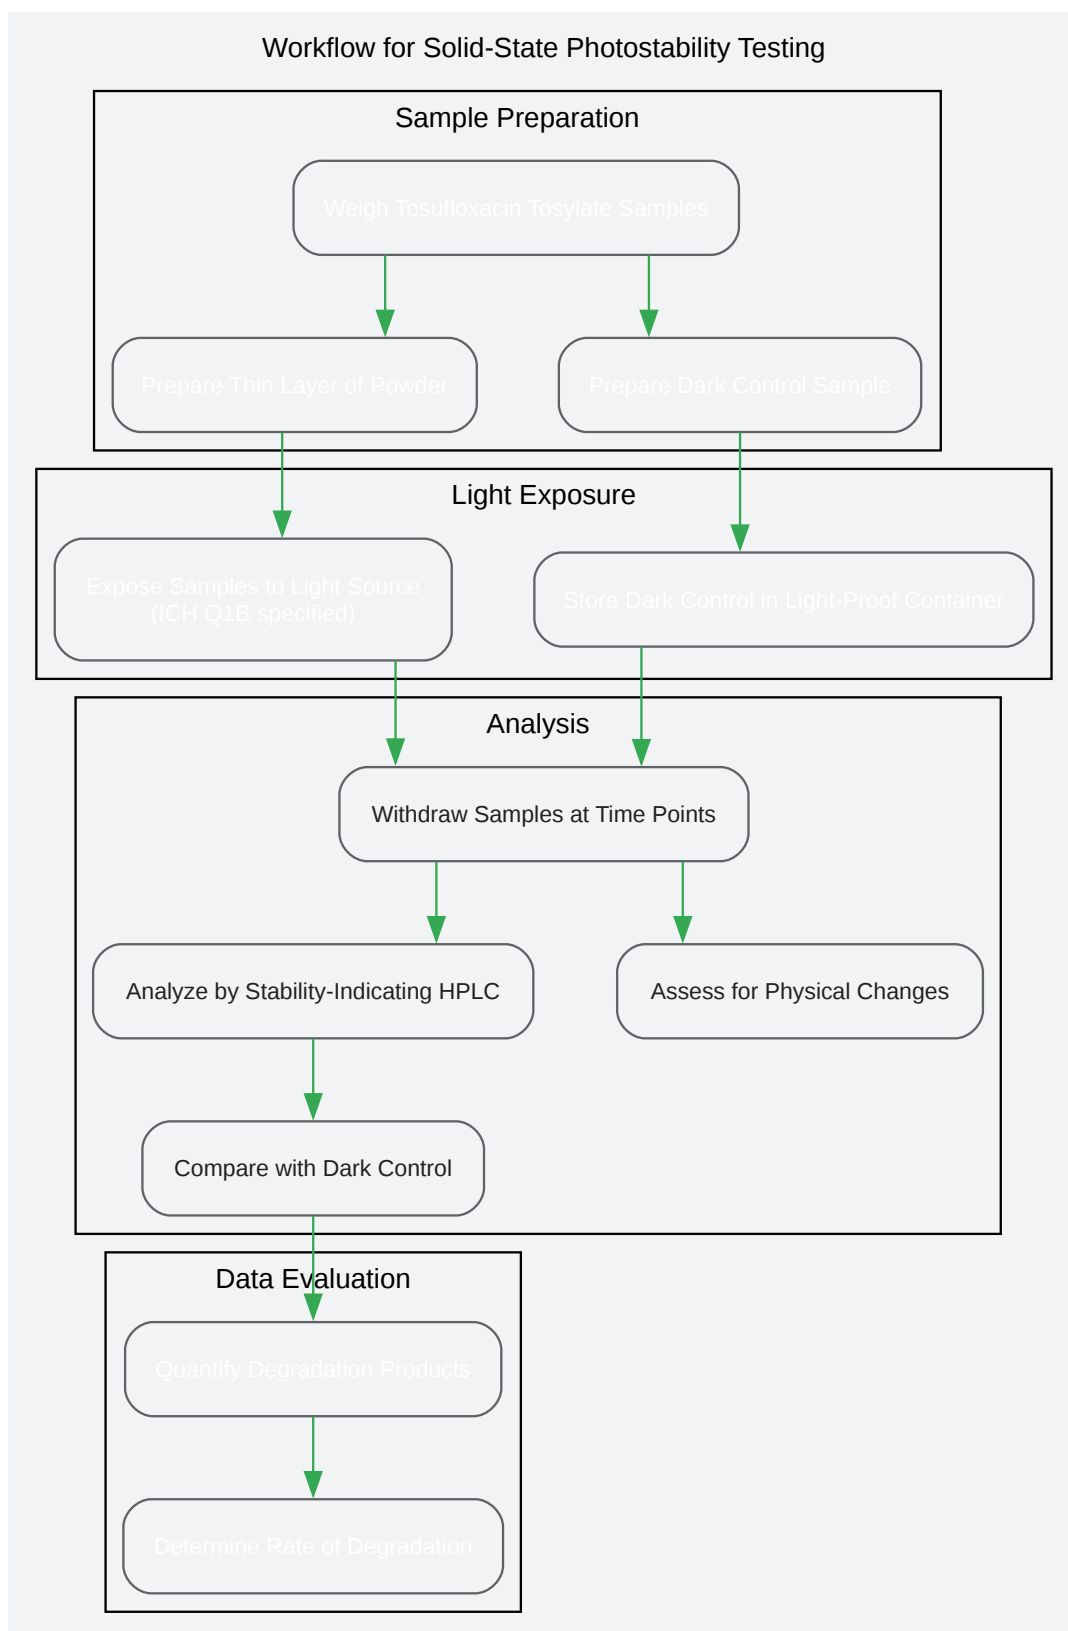 Workflow for Solid-State Photostability Testing
Sample Preparation
Weigh Tosufloxacin Tosylate Samples
Prepare Thin Layer of Powder
Prepare Dark Control Sample
Light Exposure
Expose Samples to Light Source
(ICH Q1B specified)
Store Dark Control in Light-Proof Container
Analysis
Withdraw Samples at Time Points
Analyze by Stability-Indicating HPLC
Assess for Physical Changes
Compare with Dark Control
Data Evaluation
Quantify Degradation Products
Determine Rate of Degradation